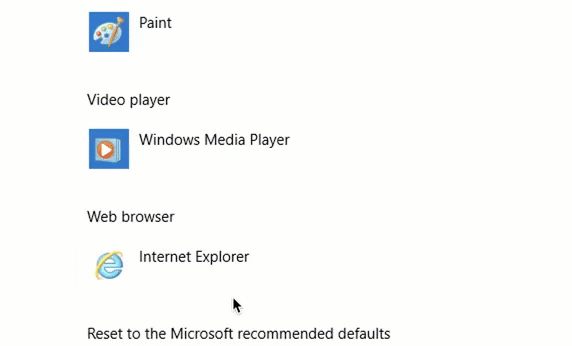 Paint
Video player
Windows Media Player
Web browser
Internet Explorer
Reset to the Microsoft recommended defaults